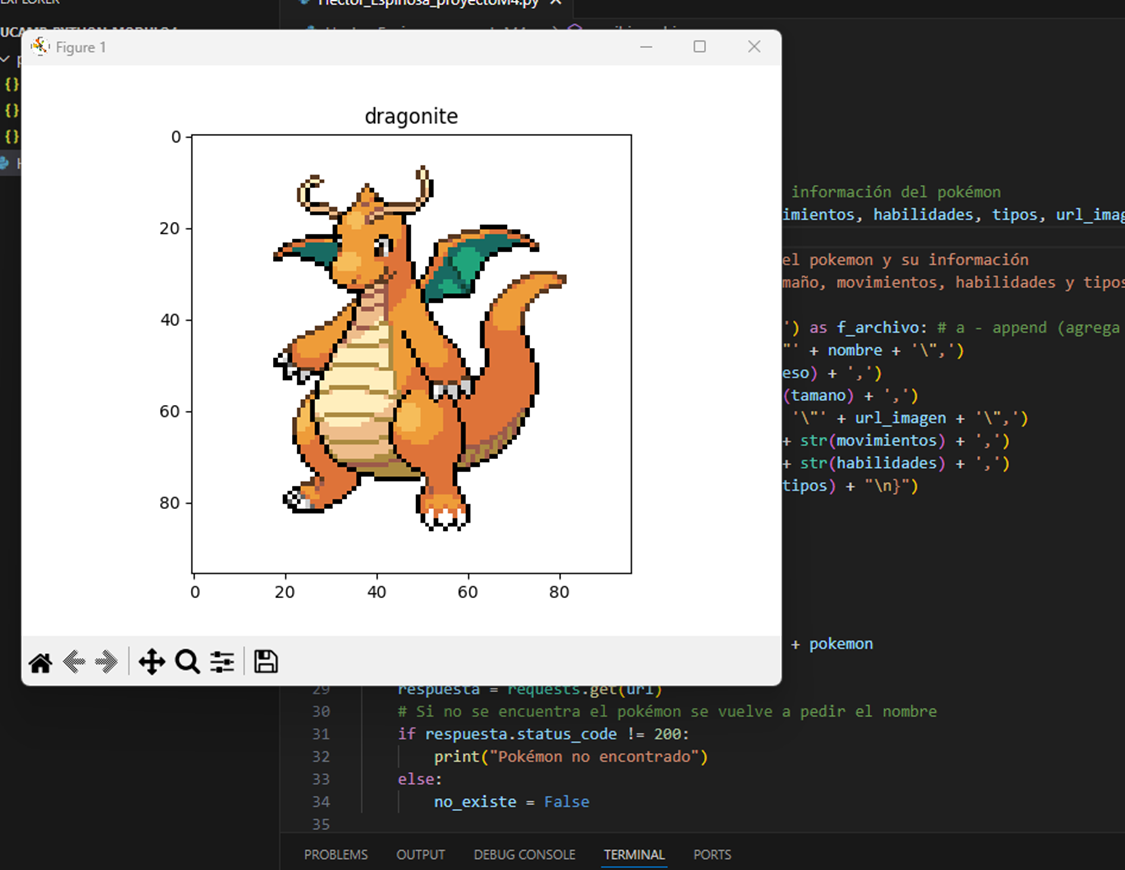 EXPLORER
Hector_Espinosa_proyectoM4.py
Figure 1
dragonite
0
20
40
60
80
0
20
40
60
80
información del pokémon
imientos, habilidades, tipos, url_imag
el pokemon y su información
maño, movimientos, habilidades y tipos
') as f_archivo: # a - append (agrega
"' + nombre + '\",')
eso) + ',')
(tamano) + ',')
'\"' + url_imagen + '\",')
+ str(movimientos) + ',')
+ str(habilidades) + ',')
tipos) + "\n}")
+ pokemon
29 respuesta = requests.get(url)
30 # Si no se encuentra el pokémon se vuelve a pedir el nombre
31 if respuesta.status_code != 200:
32 print("Pokémon no encontrado")
33 else:
34 no_existe = False
35
PROBLEMS OUTPUT DEBUG CONSOLE TERMINAL PORTS